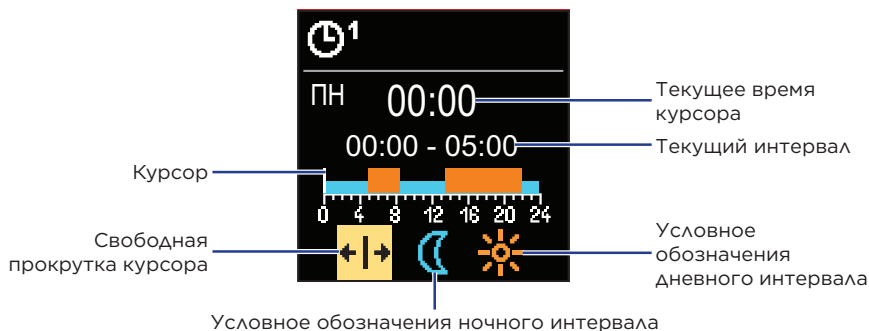 1
ПН 00:00
Текущее время
курсора
00:00 - 05:00
Текущий интервал
Курсор
0 4 8 12 16 20 24
Свободная
прокрутка курсора
Условное
обозначения
дневного интервала
Условное обозначения ночного интервала